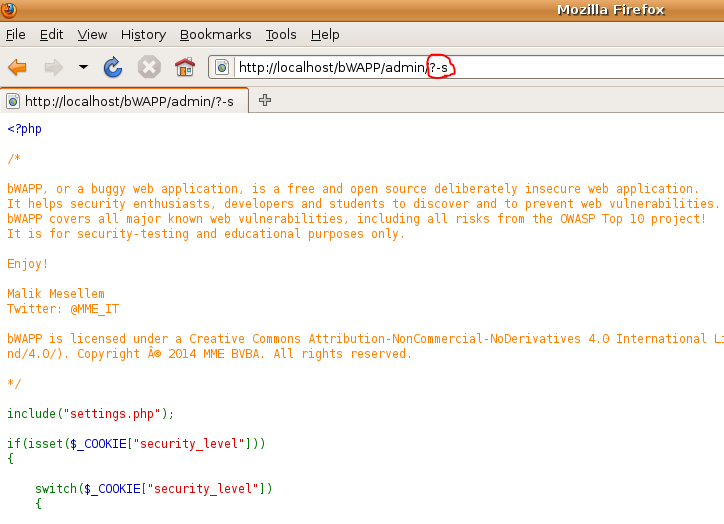 Mozilla Firefox
File Edit View History Bookmarks Tools Help
http://localhost/bWAPP/admin/?-s
http://localhost/bWAPP/admin/?-s
<?php
/*
bWAPP, or a buggy web application, is a free and open source deliberately insecure web application.
It helps security enthusiasts, developers and students to discover and to prevent web vulnerabilities.
bWAPP covers all major known web vulnerabilities, including all risks from the OWASP Top 10 project!
It is for security-testing and educational purposes only.
Enjoy!
Malik Mesellem
Twitter: @MME_IT
bWAPP is licensed under a Creative Commons Attribution-NonCommercial-NoDerivatives 4.0 International Li
nd/4.0/). Copyright Â© 2014 MME BVBA. All rights reserved.
*/
include("settings.php");
if(isset($_COOKIE["security_level"]))
{
switch($_COOKIE["security_level"])
{